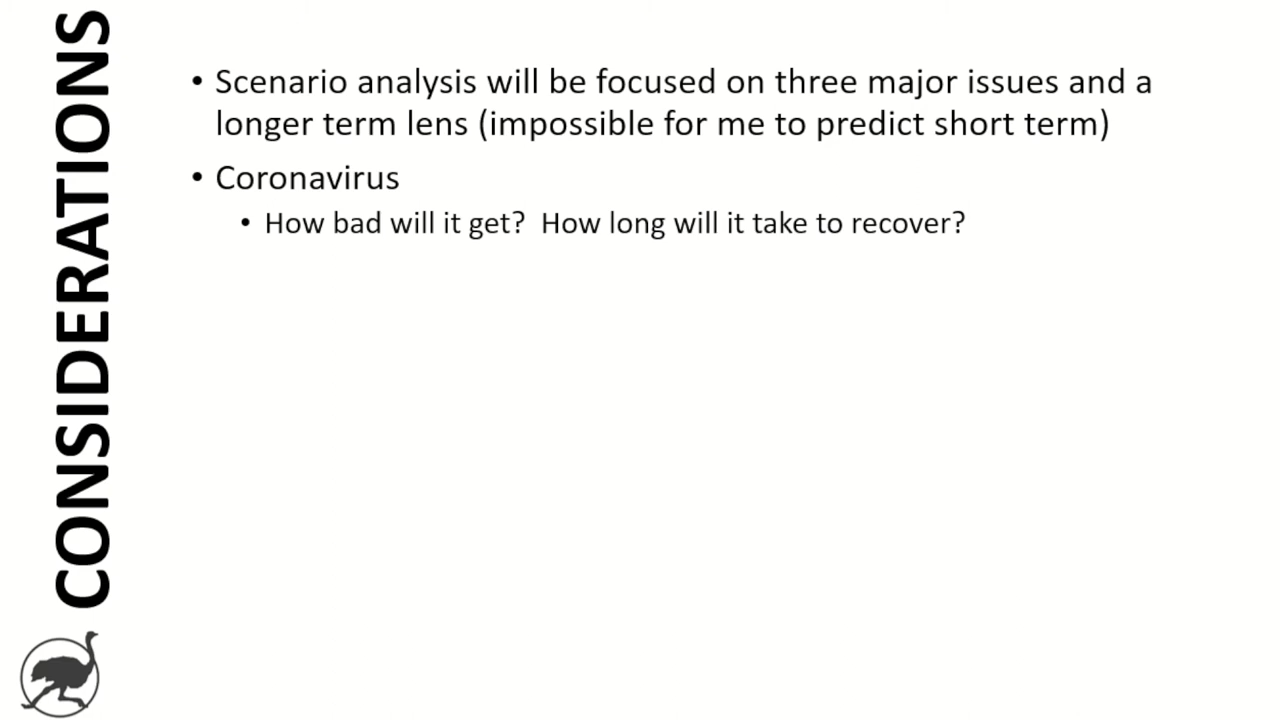 CONSIDERATIONS
• Scenario analysis will be focused on three major issues and a
longer term lens (impossible for me to predict short term)
• Coronavirus
• How bad will it get?  How long will it take to recover?